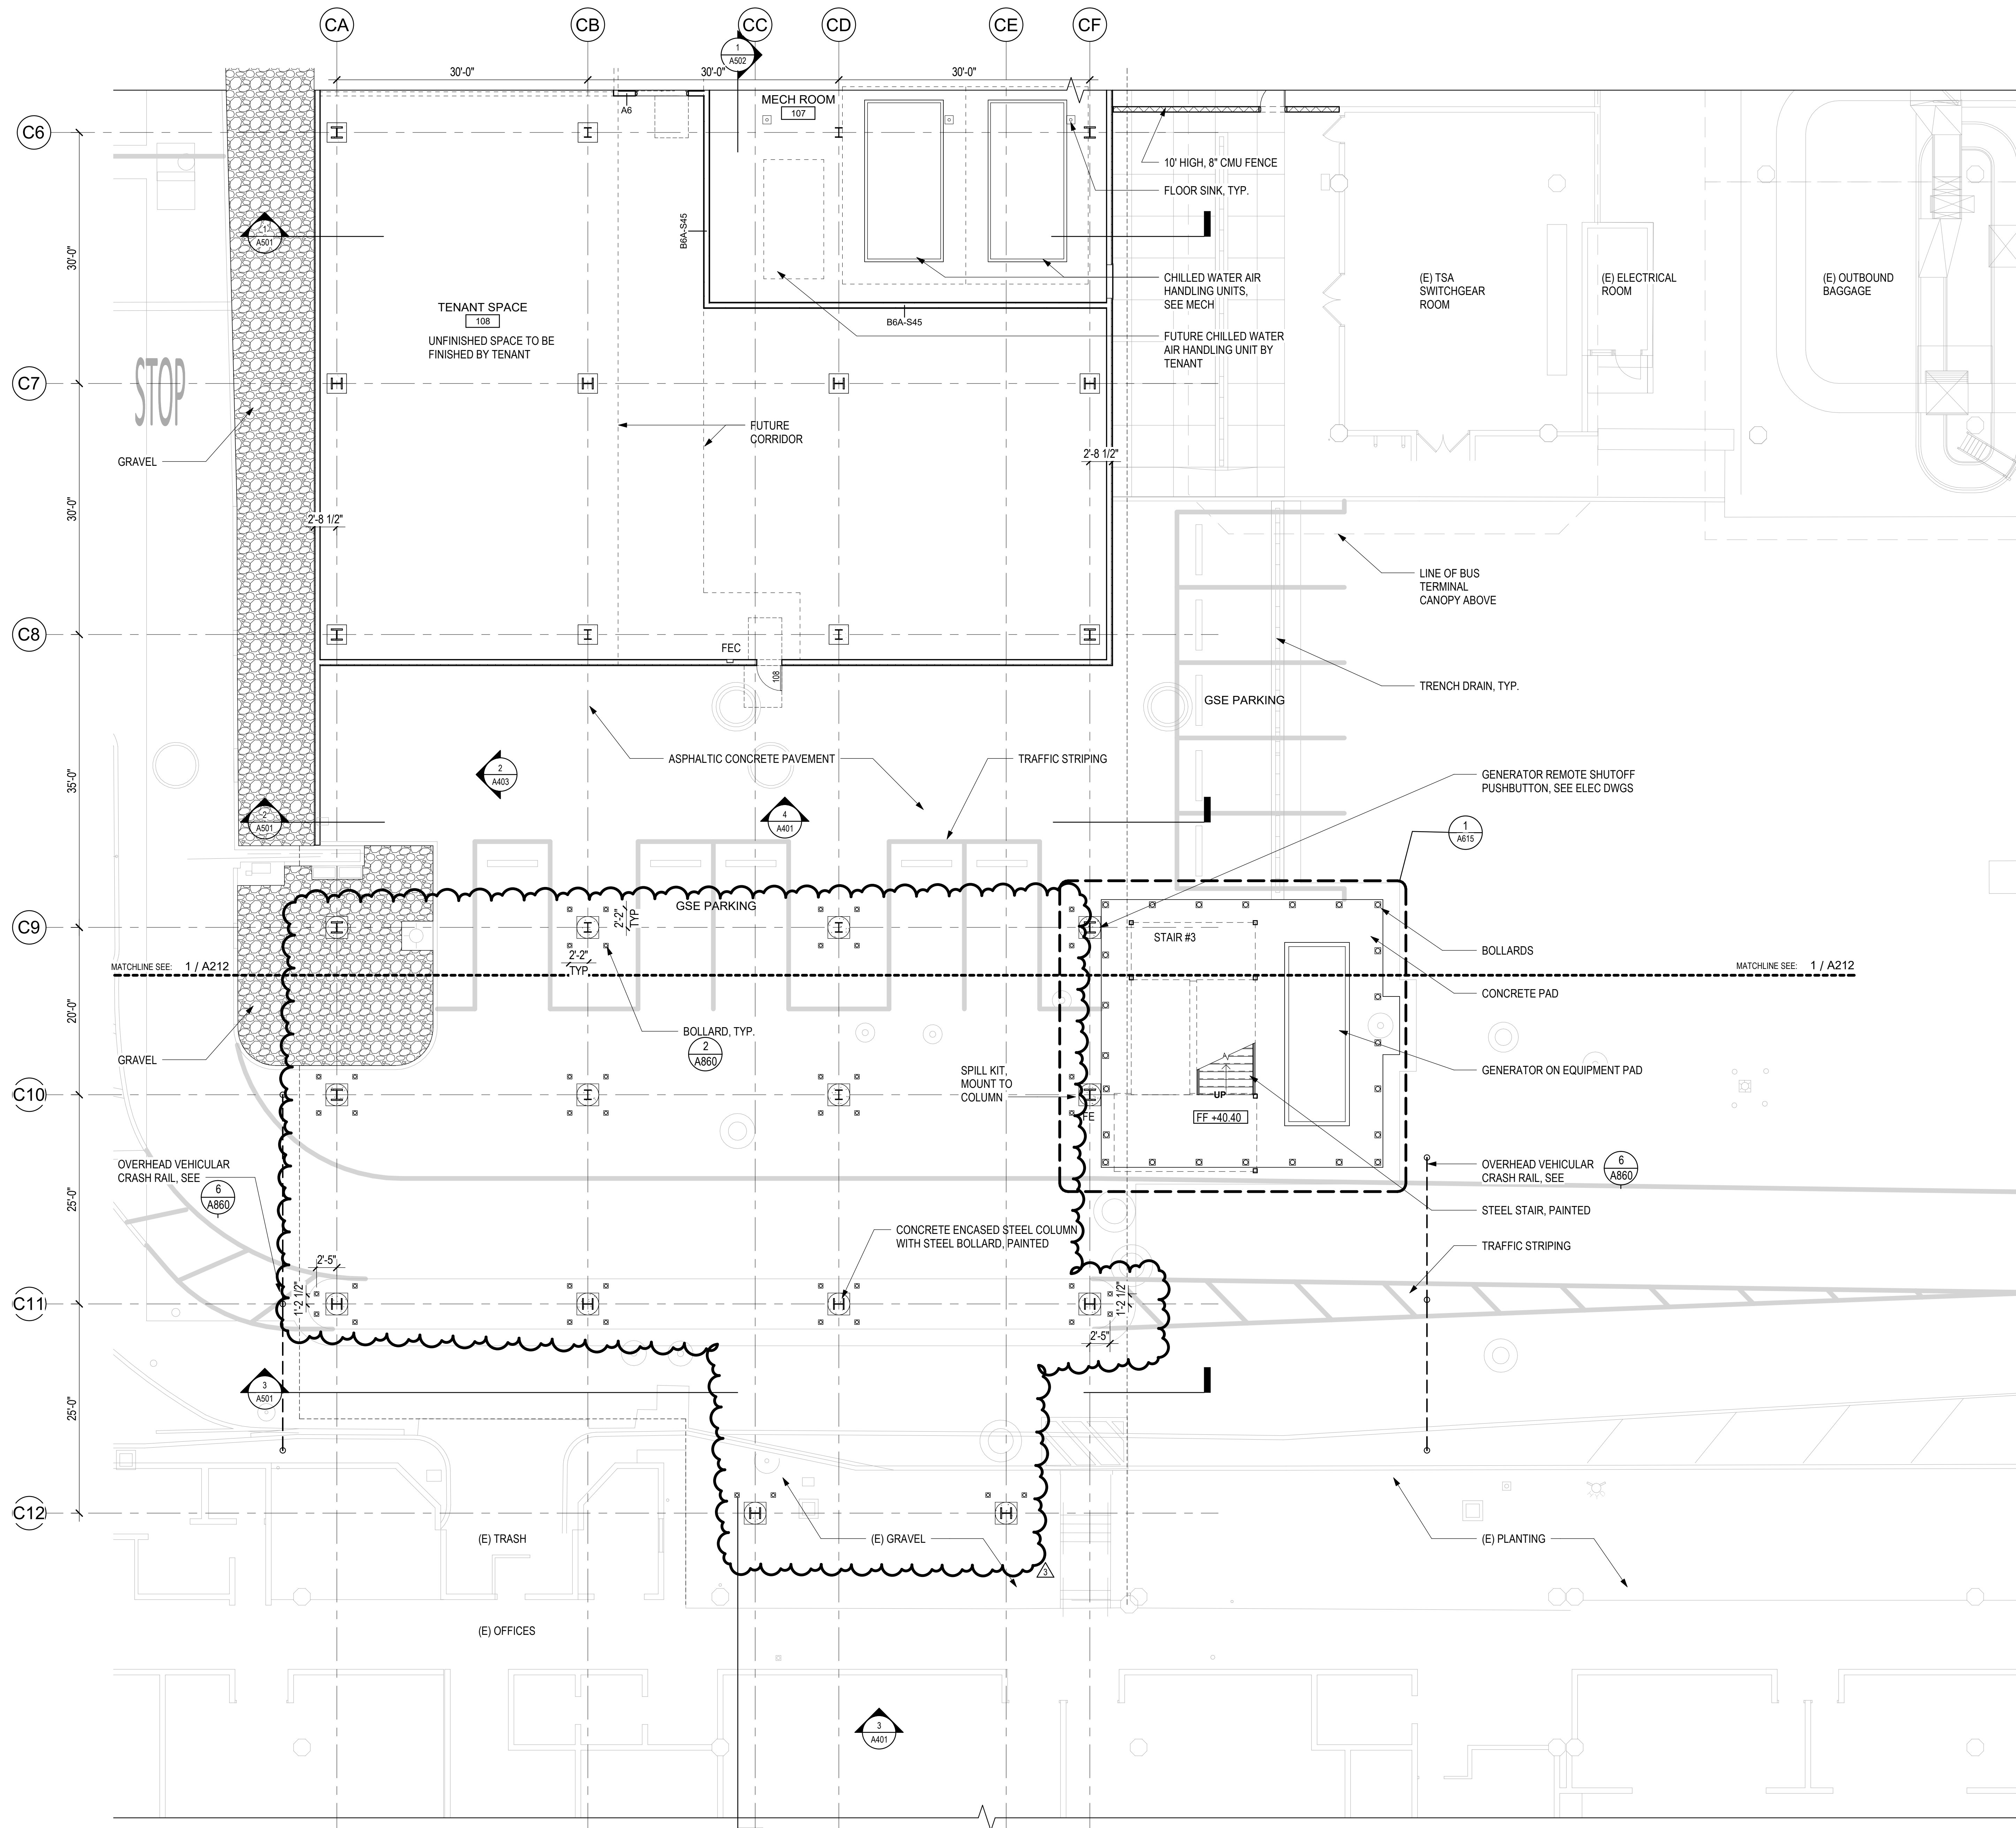 CA
CB
CC
CD
CE
CF
1
A502
30'-0"
30'-0"
30'-0"
MECH ROOM
107
A6
C6
10' HIGH, 8" CMU FENCE
FLOOR SINK, TYP.
1
A501
B6A-S45
30'-0"
CHILLED WATER AIR
HANDLING UNITS,
SEE MECH
(E) TSA
SWITCHGEAR
ROOM
(E) ELECTRICAL
ROOM
(E) OUTBOUND
BAGGAGE
TENANT SPACE
108
UNFINISHED SPACE TO BE
FINISHED BY TENANT
B6A-S45
FUTURE CHILLED WATER
AIR HANDLING UNIT BY
TENANT
STOP
C7
FUTURE
CORRIDOR
GRAVEL
2'-8 1/2"
30'-0"
2'-8 1/2"
LINE OF BUS
TERMINAL
CANOPY ABOVE
C8
FEC
108
TRENCH DRAIN, TYP.
GSE PARKING
ASPHALTIC CONCRETE PAVEMENT
TRAFFIC STRIPING
2
A403
35'-0"
GENERATOR REMOTE SHUTOFF
PUSHBUTTON, SEE ELEC DWGS
2
A501
4
A401
1
A615
GSE PARKING
2'-2"
TYP
C9
STAIR #3
BOLLARDS
2'-2"
TYP
MATCHLINE SEE: 1 / A212
MATCHLINE SEE: 1 / A212
CONCRETE PAD
20'-0"
BOLLARD, TYP.
2
A860
GRAVEL
SPILL KIT,
MOUNT TO
COLUMN
GENERATOR ON EQUIPMENT PAD
C10
UP
FE
FF +40.40
OVERHEAD VEHICULAR
CRASH RAIL, SEE
6
A860
OVERHEAD VEHICULAR
CRASH RAIL, SEE
6
A860
25'-0"
STEEL STAIR, PAINTED
CONCRETE ENCASED STEEL COLUMN
WITH STEEL BOLLARD, PAINTED
TRAFFIC STRIPING
2'-5"
1'-2 1/2"
1'-2 1/2"
C11
2'-5"
3
A501
25'-0"
C12
(E) TRASH
(E) GRAVEL
(E) PLANTING
3
(E) OFFICES
3
A401